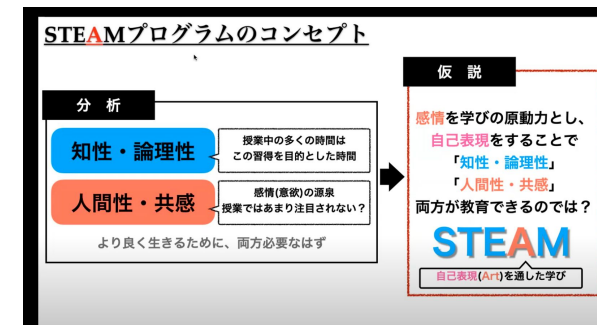 STEAMプログラムのコンセプト
分 析
知性・論理性
授業中の多くの時間は
この習得を目的とした時間
人間性・共感
感情(意欲)の源泉
授業ではあまり注目されない？
より良く生きるために、両方必要なはず
仮 説
感情を学びの原動力とし、
自己表現をすることで
「知性・論理性」
「人間性・共感」
両方が教育できるのでは？
STEAM
自己表現(Art)を通した学び